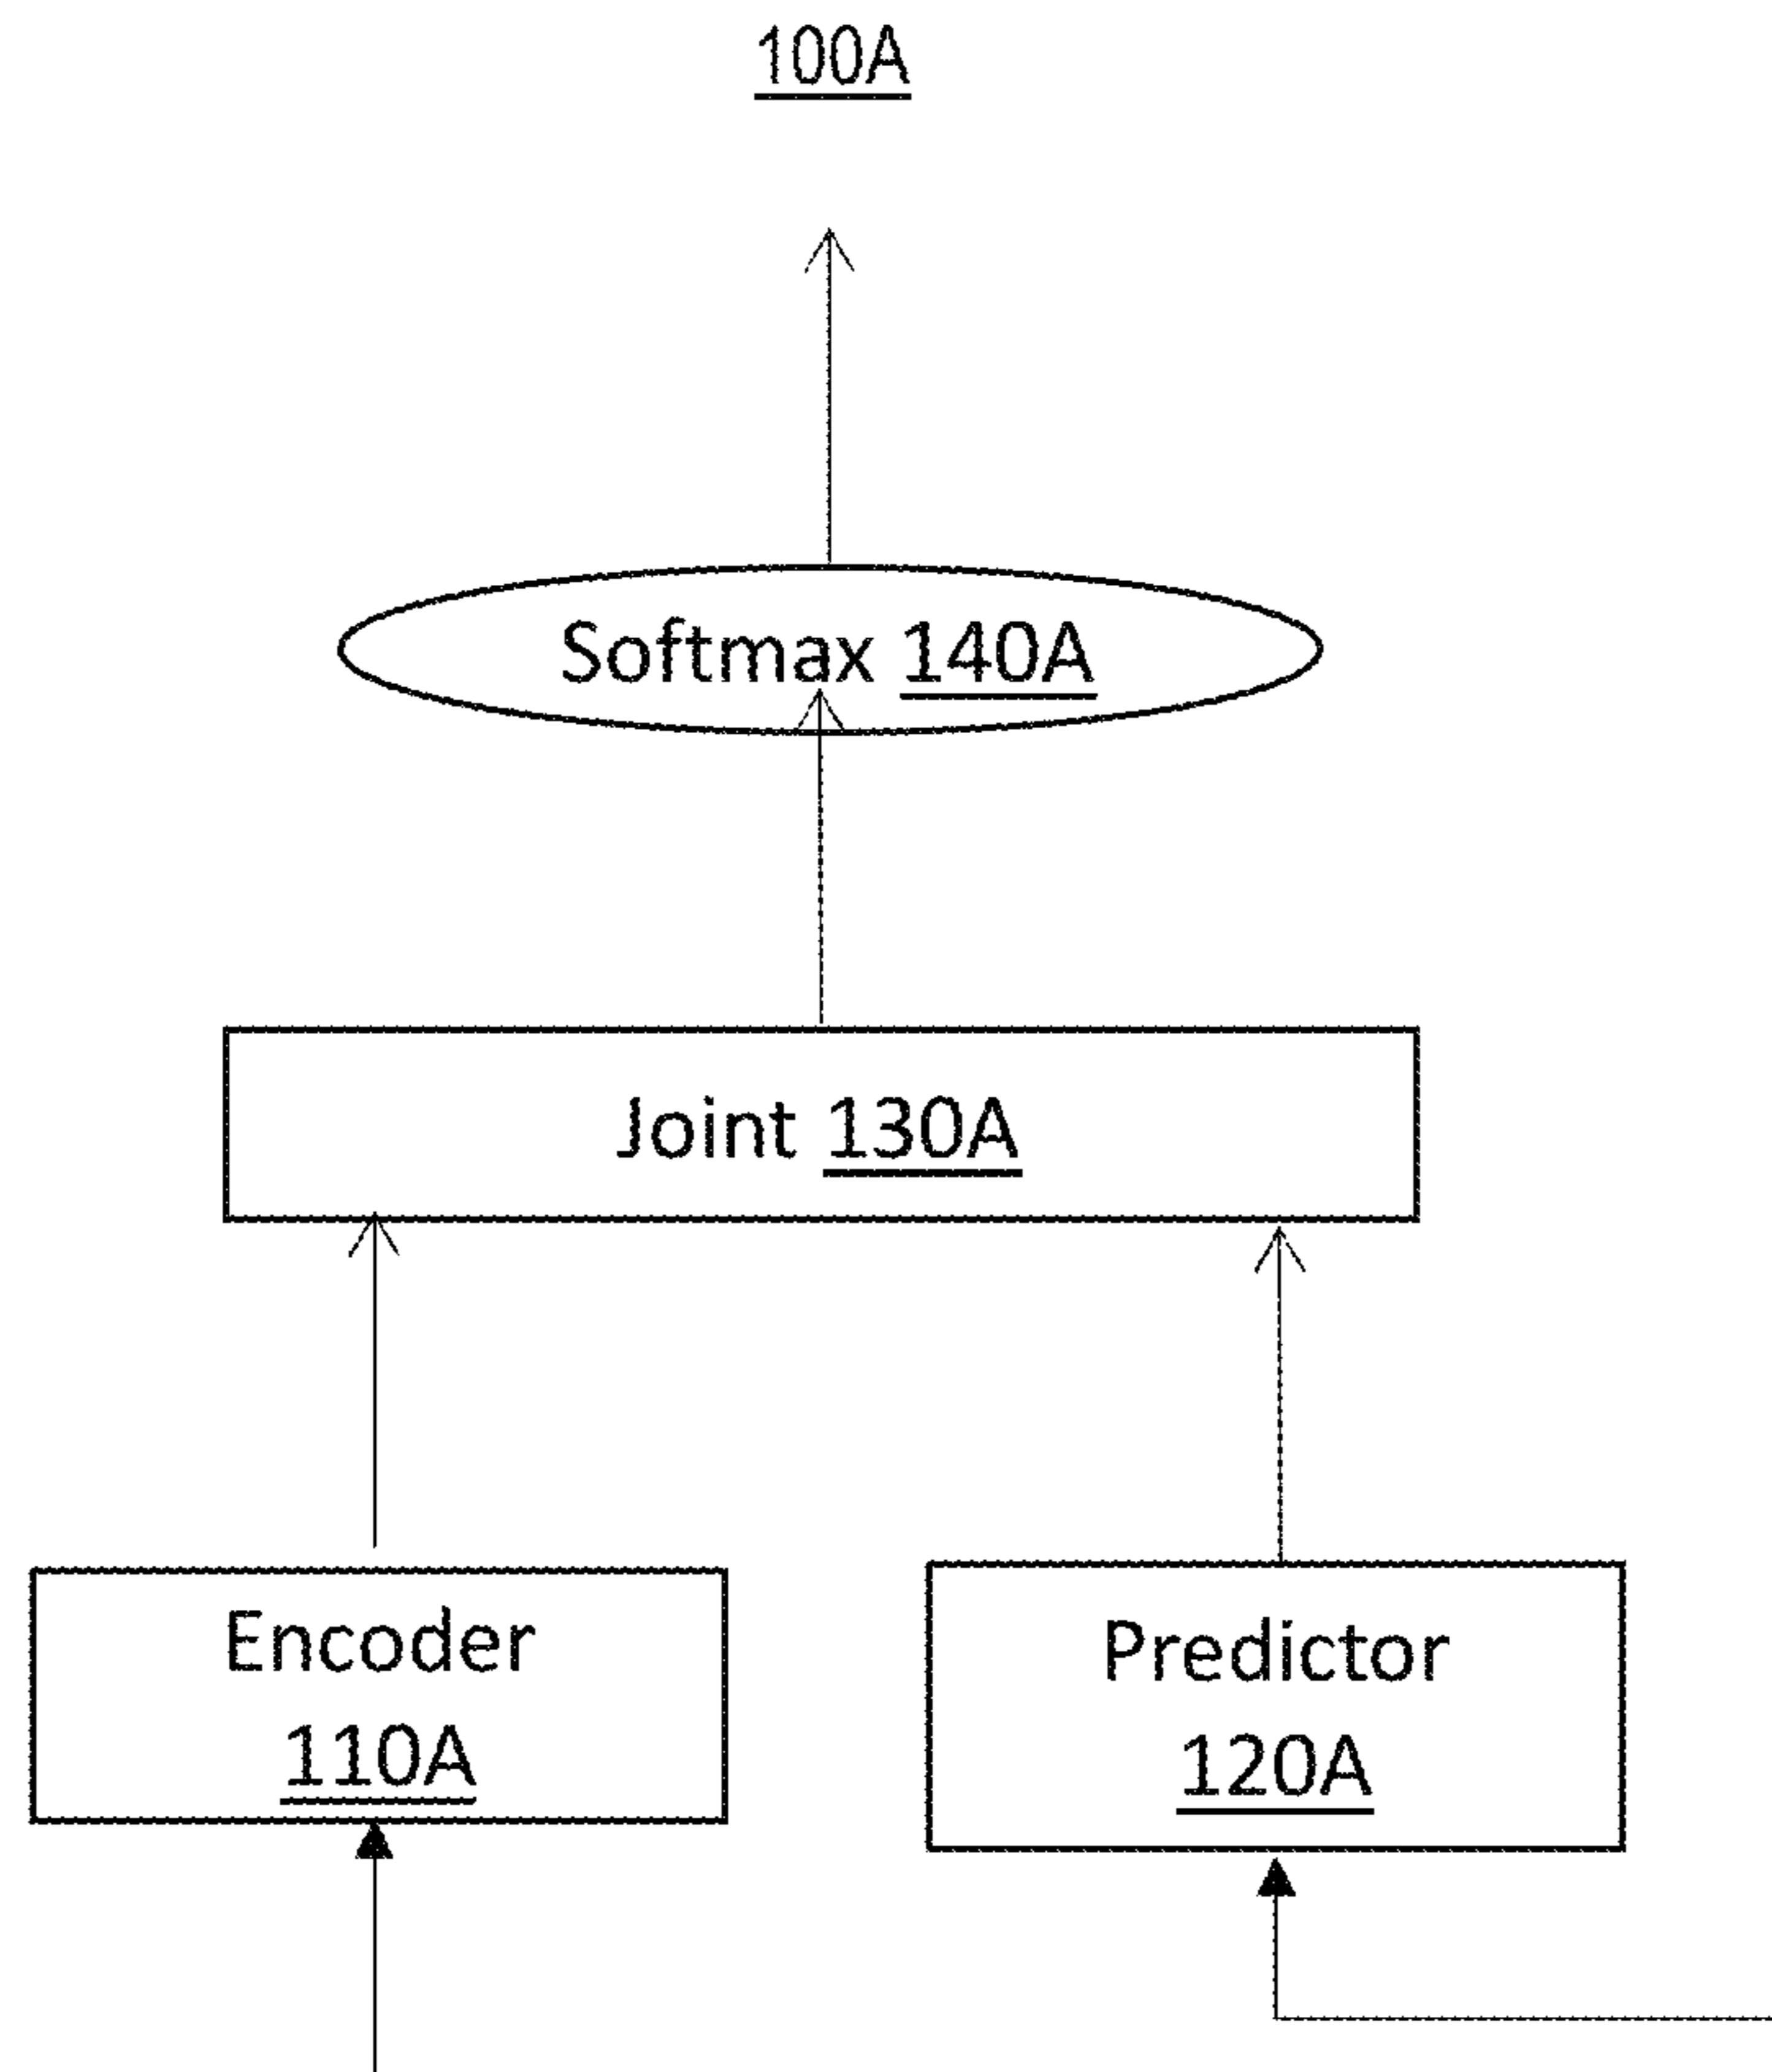 100A
Softmax 140A
Joint 130A
Encoder
110A
Predictor
120A